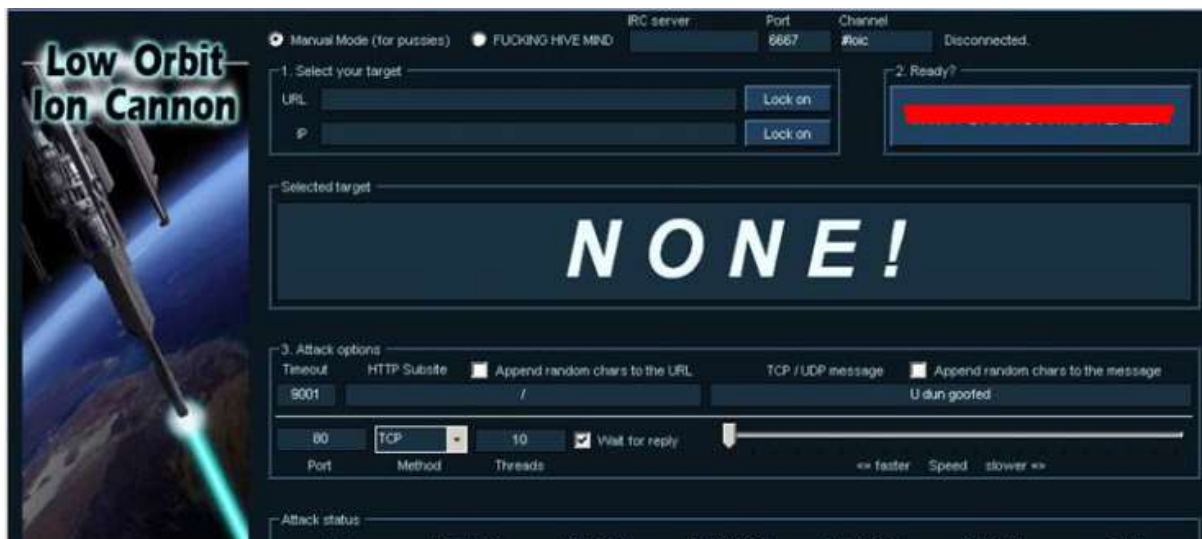 Low Orbit
Ion Cannon
IRC server Port Channel
Manual Mode (for pussies) FUCKING HIVE MIND 6667 #loic Disconnected.
1. Select your target
URL Lock on
IP Lock on
2. Ready?
Selected target
NONE!
3. Attack options
Timeout HTTP Subsite Append random chars to the URL TCP / UDP message Append random chars to the message
9001 / U dun goofed
80 TCP 10 Wait for reply
Port Method Threads <= faster Speed slower =>
Attack status